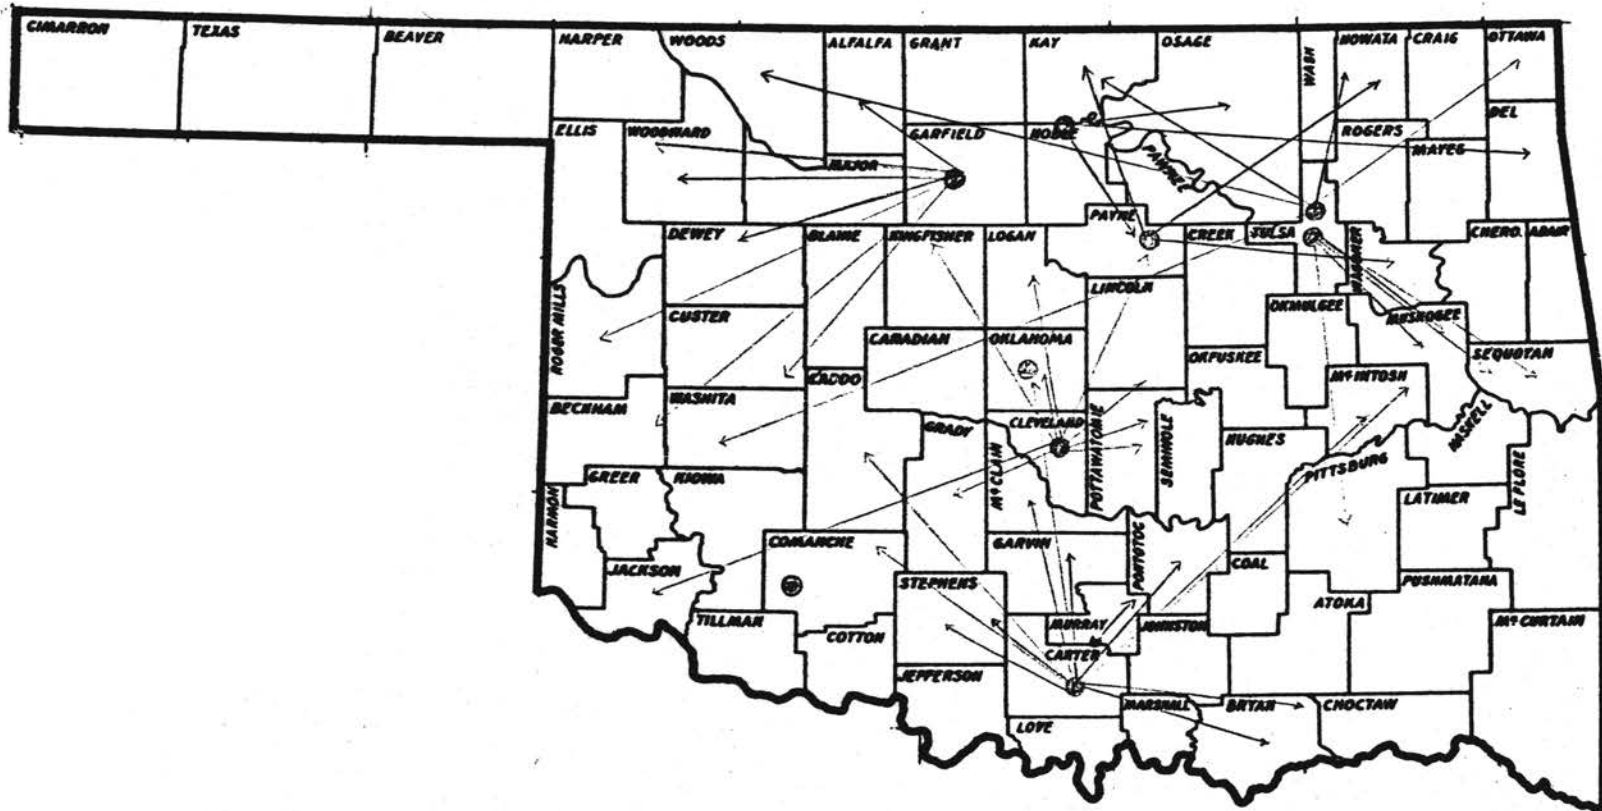 CIMARRON
TEXAS
BEAVER
HARPER
WOODS
ALFALFA
GRANT
KAY
OSAGE
WASH
NOWATA
CRAIG
OTTAWA
DEL
ELLIS
WOODWARD
MAJOR
GARFIELD
NOBLE
PAWNEE
ROGERS
MAYES
PAYNE
DEWEY
BLAINE
KINGFISHER
LOGAN
CREEK
TULSA
WAGONER
CHERO.
ADAIR
ROGER MILLS
CUSTER
LINCOLN
OKMULGEE
MUSKOGEE
CANADIAN
OKLAHOMA
OKFUSKEE
SEQUOYAH
BECKHAM
WASHITA
CADDO
McINTOSH
GRADY
McCLAIN
CLEVELAND
POTTAWATOMIE
SEMINOLE
HUGHES
PITTSBURG
HASKELL
LE FLORE
HARMON
GREER
KIOWA
LATIMER
JACKSON
COMANCHE
STEPHENS
GARVIN
PONTOTOC
COAL
ATOKA
PUSHMATAHA
TILLMAN
COTTON
MURRAY
JOHNSTON
McCURTAIN
JEFFERSON
CARTER
LOVE
MARSHALL
BRYAN
CHOCTAW